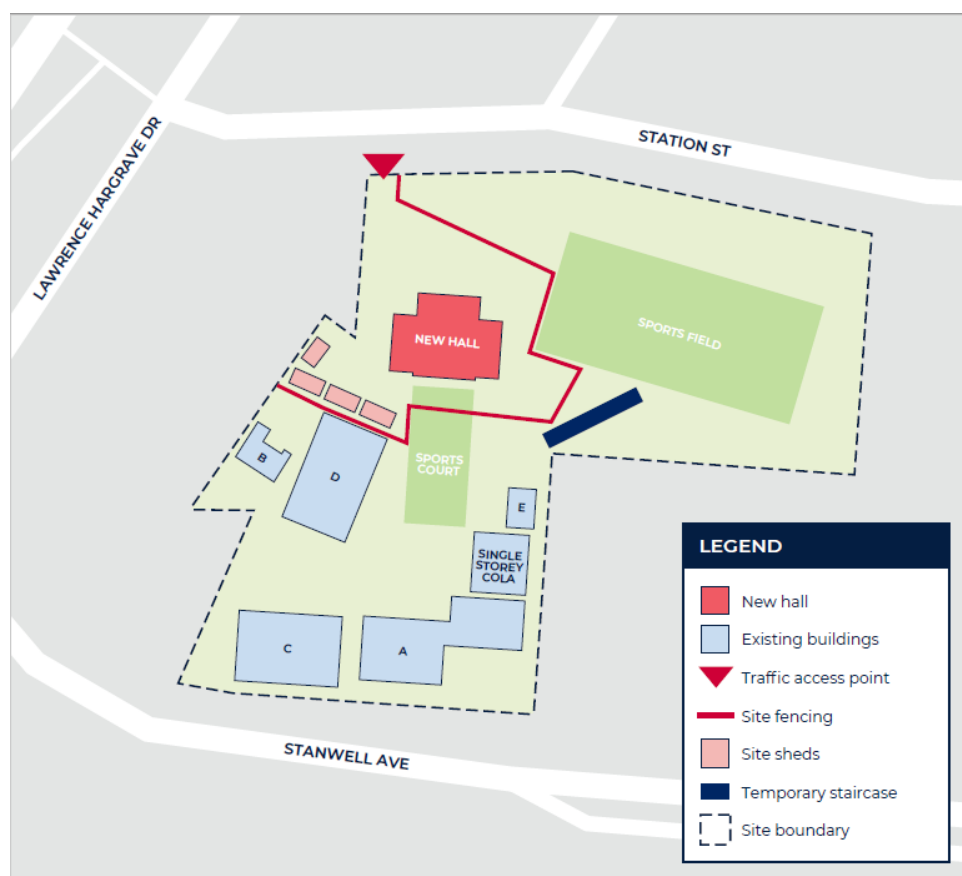 STATION ST
LAWRENCE HARGRAVE DR
SPORTS FIELD
NEW HALL
SPORTS
COURT
B
D
E
SINGLE
STOREY
COLA
C
A
STANWELL AVE
LEGEND
New hall
Existing buildings
Traffic access point
Site fencing
Site sheds
Temporary staircase
Site boundary